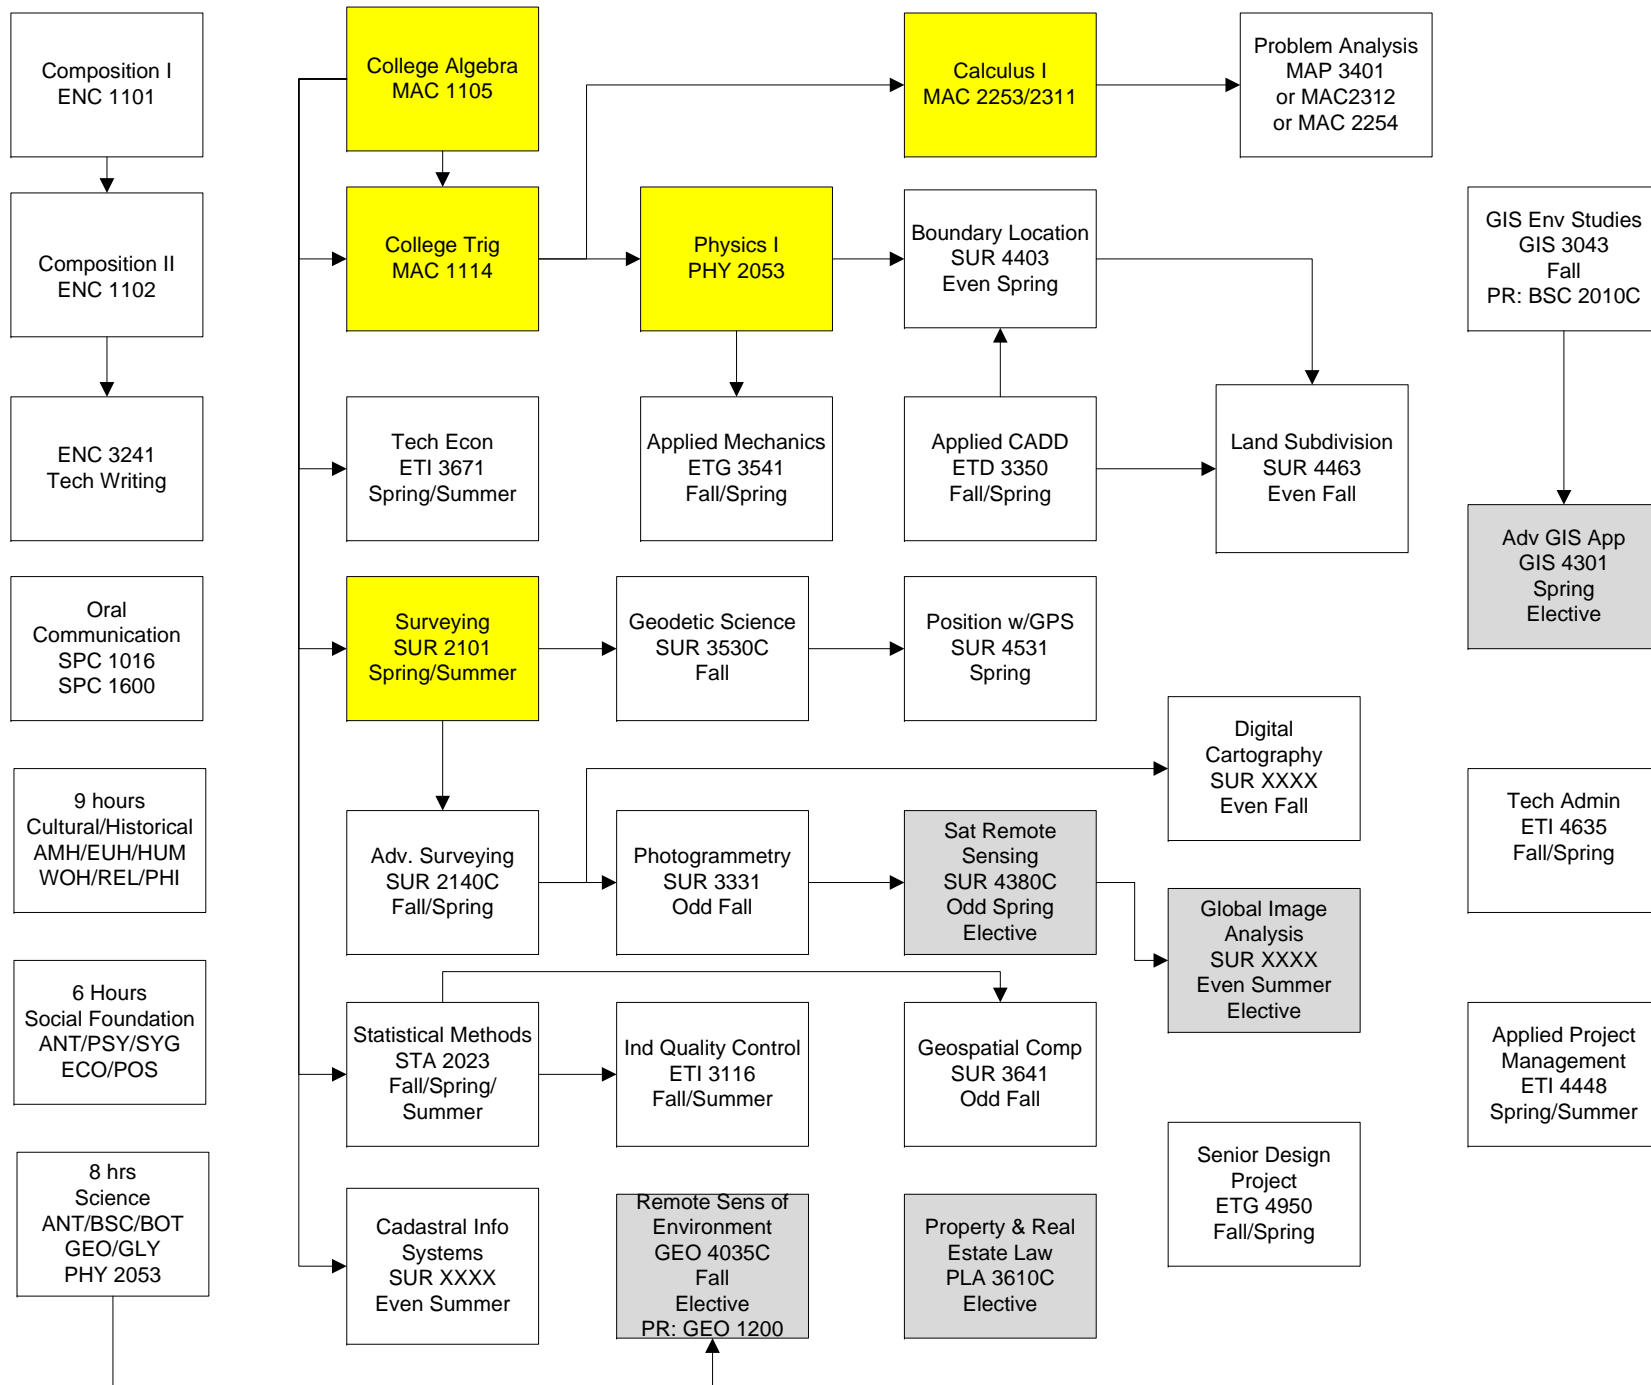 Composition I
ENC 1101
College Algebra
MAC 1105
Calculus I
MAC 2253/2311
Problem Analysis
MAP 3401
or MAC2312
or MAC 2254
Composition II
ENC 1102
College Trig
MAC 1114
Physics I
PHY 2053
Boundary Location
SUR 4403
Even Spring
GIS Env Studies
GIS 3043
Fall
PR: BSC 2010C
ENC 3241
Tech Writing
Tech Econ
ETI 3671
Spring/Summer
Applied Mechanics
ETG 3541
Fall/Spring
Applied CADD
ETD 3350
Fall/Spring
Land Subdivision
SUR 4463
Even Fall
Adv GIS App
GIS 4301
Spring
Elective
Oral
Communication
SPC 1016
SPC 1600
Surveying
SUR 2101
Spring/Summer
Geodetic Science
SUR 3530C
Fall
Position w/GPS
SUR 4531
Spring
Digital
Cartography
SUR XXXX
Even Fall
9 hours
Cultural/Historical
AMH/EUH/HUM
WOH/REL/PHI
Adv. Surveying
SUR 2140C
Fall/Spring
Photogrammetry
SUR 3331
Odd Fall
Sat Remote
Sensing
SUR 4380C
Odd Spring
Elective
Tech Admin
ETI 4635
Fall/Spring
Global Image
Analysis
SUR XXXX
Even Summer
Elective
6 Hours
Social Foundation
ANT/PSY/SYG
ECO/POS
Statistical Methods
STA 2023
Fall/Spring/
Summer
Ind Quality Control
ETI 3116
Fall/Summer
Geospatial Comp
SUR 3641
Odd Fall
Applied Project
Management
ETI 4448
Spring/Summer
Senior Design
Project
ETG 4950
Fall/Spring
8 hrs
Science
ANT/BSC/BOT
GEO/GLY
PHY 2053
Cadastral Info
Systems
SUR XXXX
Even Summer
Remote Sens of
Environment
GEO 4035C
Fall
Elective
PR: GEO 1200
Property & Real
Estate Law
PLA 3610C
Elective